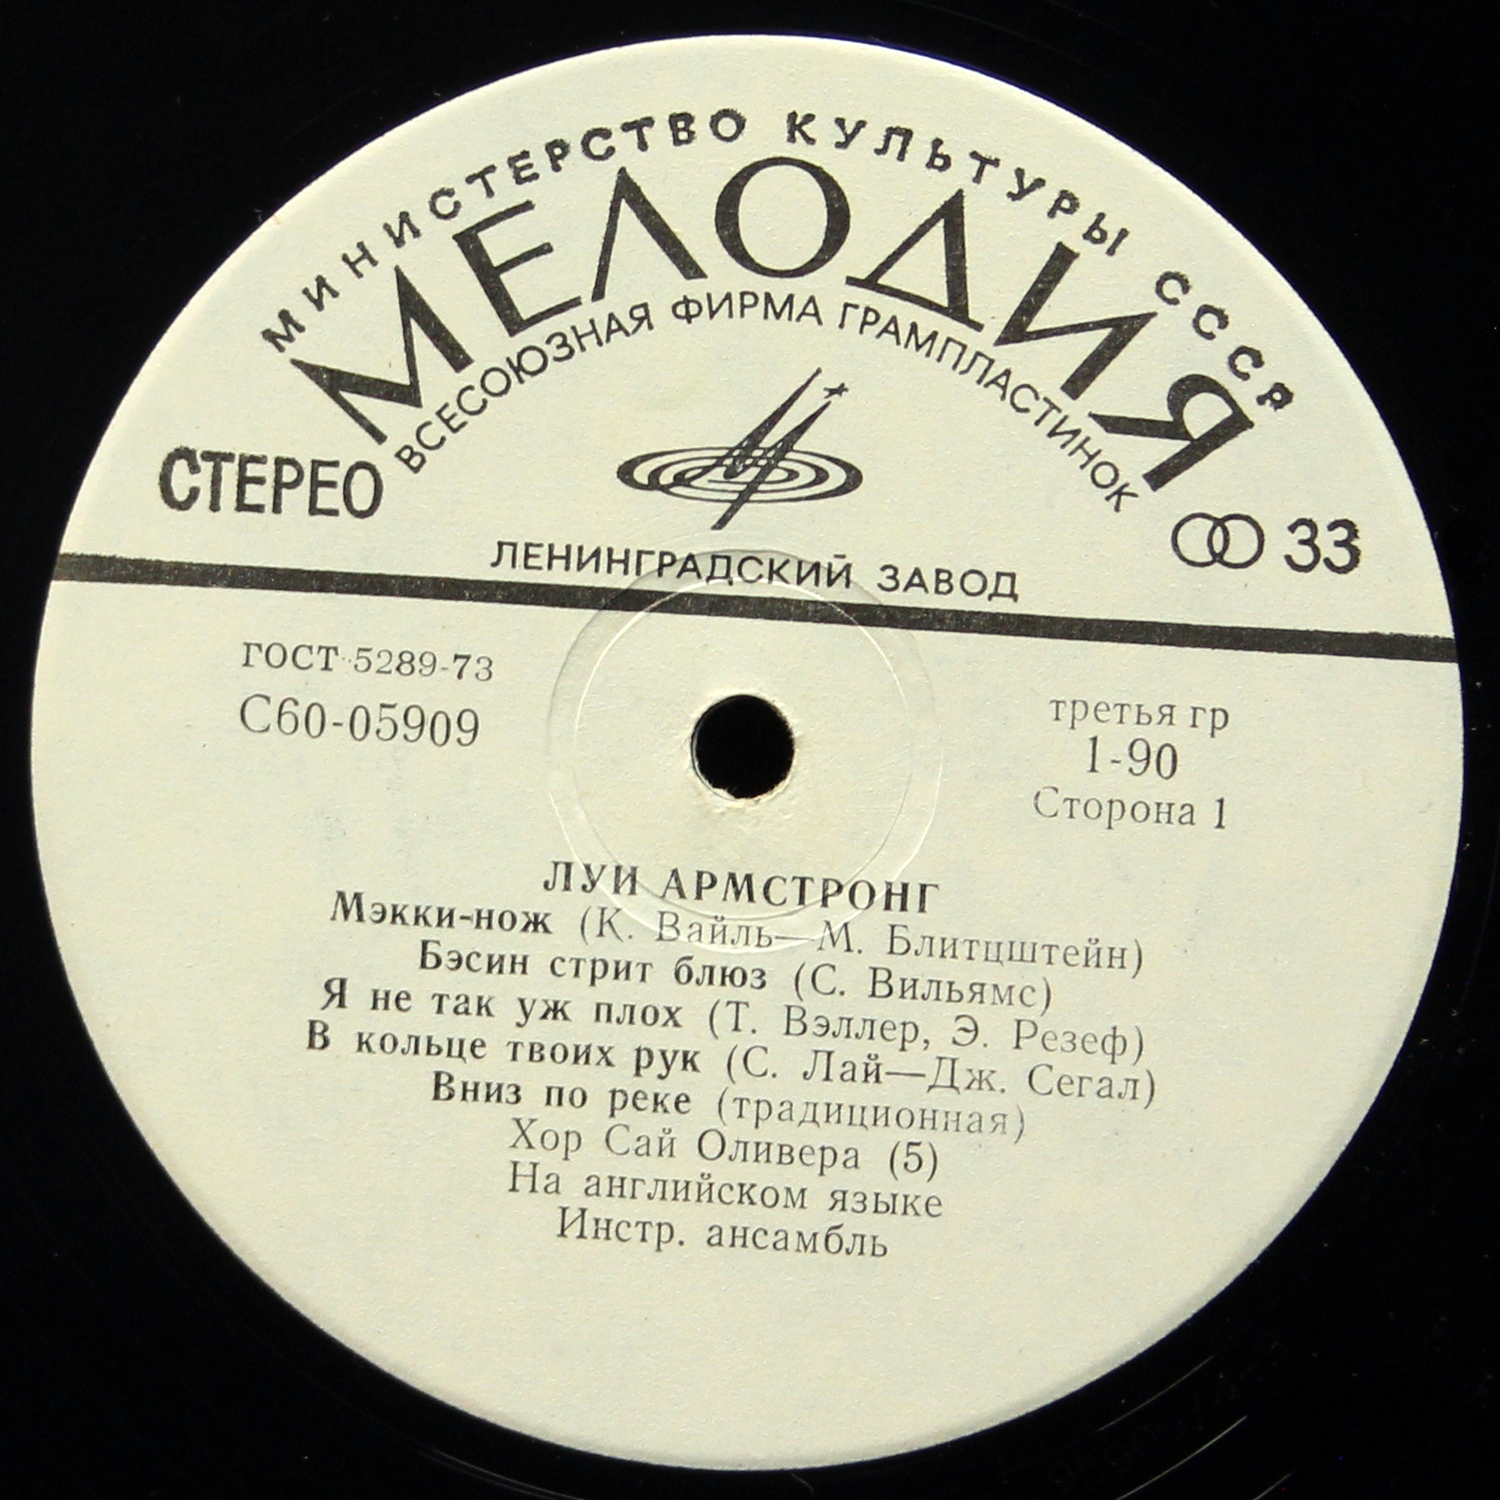 МИНИСТЕРСТВО КУЛЬТУРЫ СССР
МЕЛОДИЯ
ВСЕСОЮЗНАЯ ФИРМА ГРАМПЛАСТИНОК
СТЕРЕО
33
ЛЕНИНГРАДСКИЙ ЗАВОД
ГОСТ 5289-73
С60-05909
третья гр
1-90
Сторона 1
ЛУИ АРМСТРОНГ
Мэкки-нож (К. Вайль—М. Блитцштейн)
Бэсин стрит блюз (С. Вильямс)
Я не так уж плох (Т. Вэллер, Э. Резеф)
В кольце твоих рук (С. Лай—Дж. Сегал)
Вниз по реке (традиционная)
Хор Сай Оливера (5)
На английском языке
Инстр. ансамбль